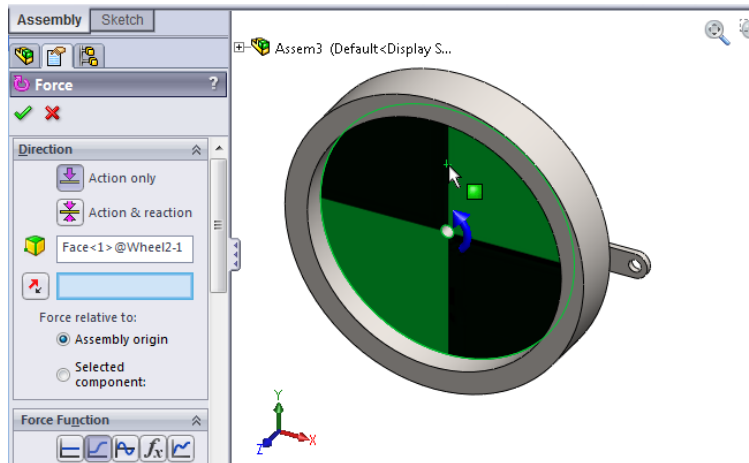 Assembly Sketch
Assem3 (Default<Display S...
Force ?
Direction
Action only
Action & reaction
Face<1>@Wheel2-1
Force relative to:
Assembly origin
Selected
component:
Force Function
fx
Y
X
Z